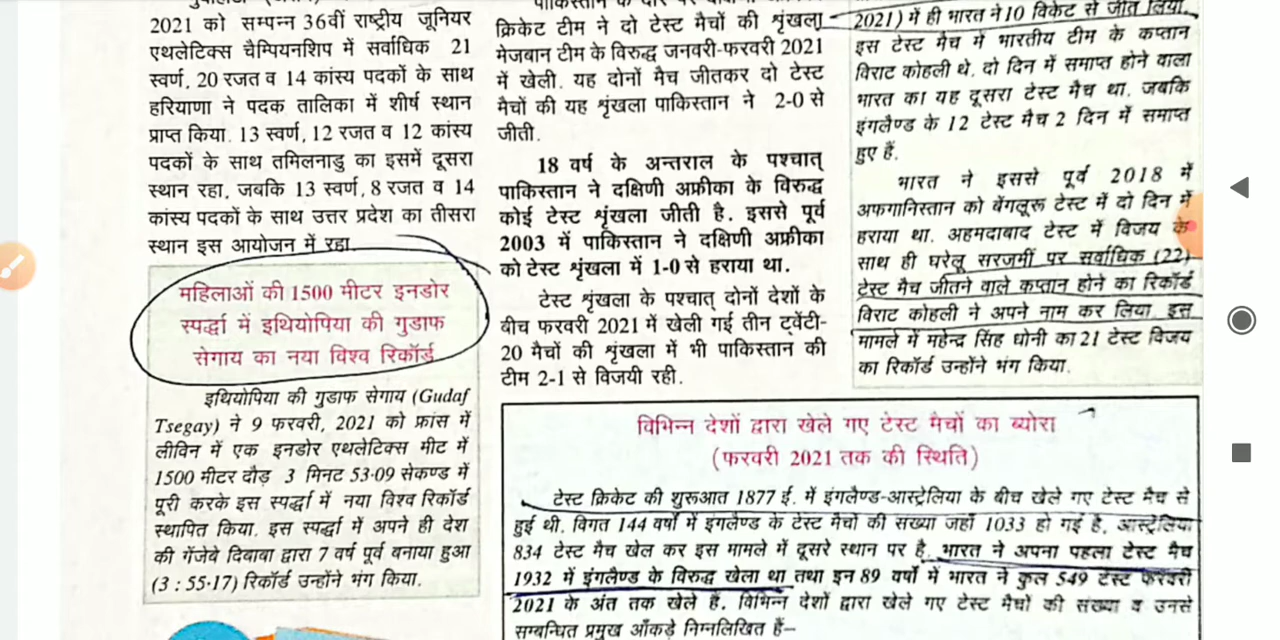 2021 को सम्पन्न 36वीं राष्ट्रीय जूनियर
एथलेटिक्स चैम्पियनशिप में सर्वाधिक 21
स्वर्ण, 20 रजत व 14 कांस्य पदकों के साथ
हरियाणा ने पदक तालिका में शीर्ष स्थान
प्राप्त किया. 13 स्वर्ण, 12 रजत व 12 कांस्य
पदकों के साथ तमिलनाडु का इसमें दूसरा
स्थान रहा, जबकि 13 स्वर्ण, 8 रजत व 14
कांस्य पदकों के साथ उत्तर प्रदेश का तीसरा
स्थान इस आयोजन में रहा.
महिलाओं की 1500 मीटर इनडोर
स्पर्द्धा में इथियोपिया की गुडाफ
सेगाय का नया विश्व रिकॉर्ड
इथियोपिया की गुडाफ सेगाय (Gudaf
Tsegay) ने 9 फरवरी, 2021 को फ्रांस में
लीविन में एक इनडोर एथलेटिक्स मीट में
1500 मीटर दौड़ 3 मिनट 53·09 सेकण्ड में
पूरी करके इस स्पर्द्धा में नया विश्व रिकॉर्ड
स्थापित किया. इस स्पर्द्धा में अपने ही देश
की गेंजेबे दिबाबा द्वारा 7 वर्ष पूर्व बनाया हुआ
(3 : 55·17) रिकॉर्ड उन्होंने भंग किया.
क्रिकेट टीम ने दो टेस्ट मैचों की शृंखला
मेजबान टीम के विरुद्ध जनवरी-फरवरी 2021
में खेली. यह दोनों मैच जीतकर दो टेस्ट
मैचों की यह शृंखला पाकिस्तान ने 2-0 से
जीती.
18 वर्ष के अन्तराल के पश्चात्
पाकिस्तान ने दक्षिणी अफ्रीका के विरुद्ध
कोई टेस्ट शृंखला जीती है. इससे पूर्व
2003 में पाकिस्तान ने दक्षिणी अफ्रीका
को टेस्ट शृंखला में 1-0 से हराया था.
टेस्ट शृंखला के पश्चात् दोनों देशों के
बीच फरवरी 2021 में खेली गई तीन ट्वेंटी-
20 मैचों की शृंखला में भी पाकिस्तान की
टीम 2-1 से विजयी रही.
2021) में ही भारत ने 10 विकेट से जीत लिया.
इस टेस्ट मैच में भारतीय टीम के कप्तान
विराट कोहली थे. दो दिन में समाप्त होने वाला
भारत का यह दूसरा टेस्ट मैच था. जबकि
इंगलैण्ड के 12 टेस्ट मैच 2 दिन में समाप्त
हुए हैं.
भारत ने इससे पूर्व 2018 में
अफगानिस्तान को बेंगलूरू टेस्ट में दो दिन में
हराया था. अहमदाबाद टेस्ट में विजय के
साथ ही घरेलू सरजमीं पर सर्वाधिक (22)
टेस्ट मैच जीतने वाले कप्तान होने का रिकॉर्ड
विराट कोहली ने अपने नाम कर लिया. इस
मामले में महेन्द्र सिंह धोनी का 21 टेस्ट विजय
का रिकॉर्ड उन्होंने भंग किया.
विभिन्न देशों द्वारा खेले गए टेस्ट मैचों का ब्योरा
(फरवरी 2021 तक की स्थिति)
टेस्ट क्रिकेट की शुरूआत 1877 ई. में इंगलैण्ड-आस्ट्रेलिया के बीच खेले गए टेस्ट मैच से
हुई थी. विगत 144 वर्षों में इंगलैण्ड के टेस्ट मैचों की संख्या जहाँ 1033 हो गई है. आस्ट्रेलिया
834 टेस्ट मैच खेल कर इस मामले में दूसरे स्थान पर है. भारत ने अपना पहला टेस्ट मैच
1932 में इंगलैण्ड के विरुद्ध खेला था तथा इन 89 वर्षों में भारत ने कुल 549 टेस्ट फरवरी
2021 के अंत तक खेले हैं. विभिन्न देशों द्वारा खेले गए टेस्ट मैचों की संख्या व उनसे
सम्बन्धित प्रमुख आँकड़े निम्नलिखित हैं–